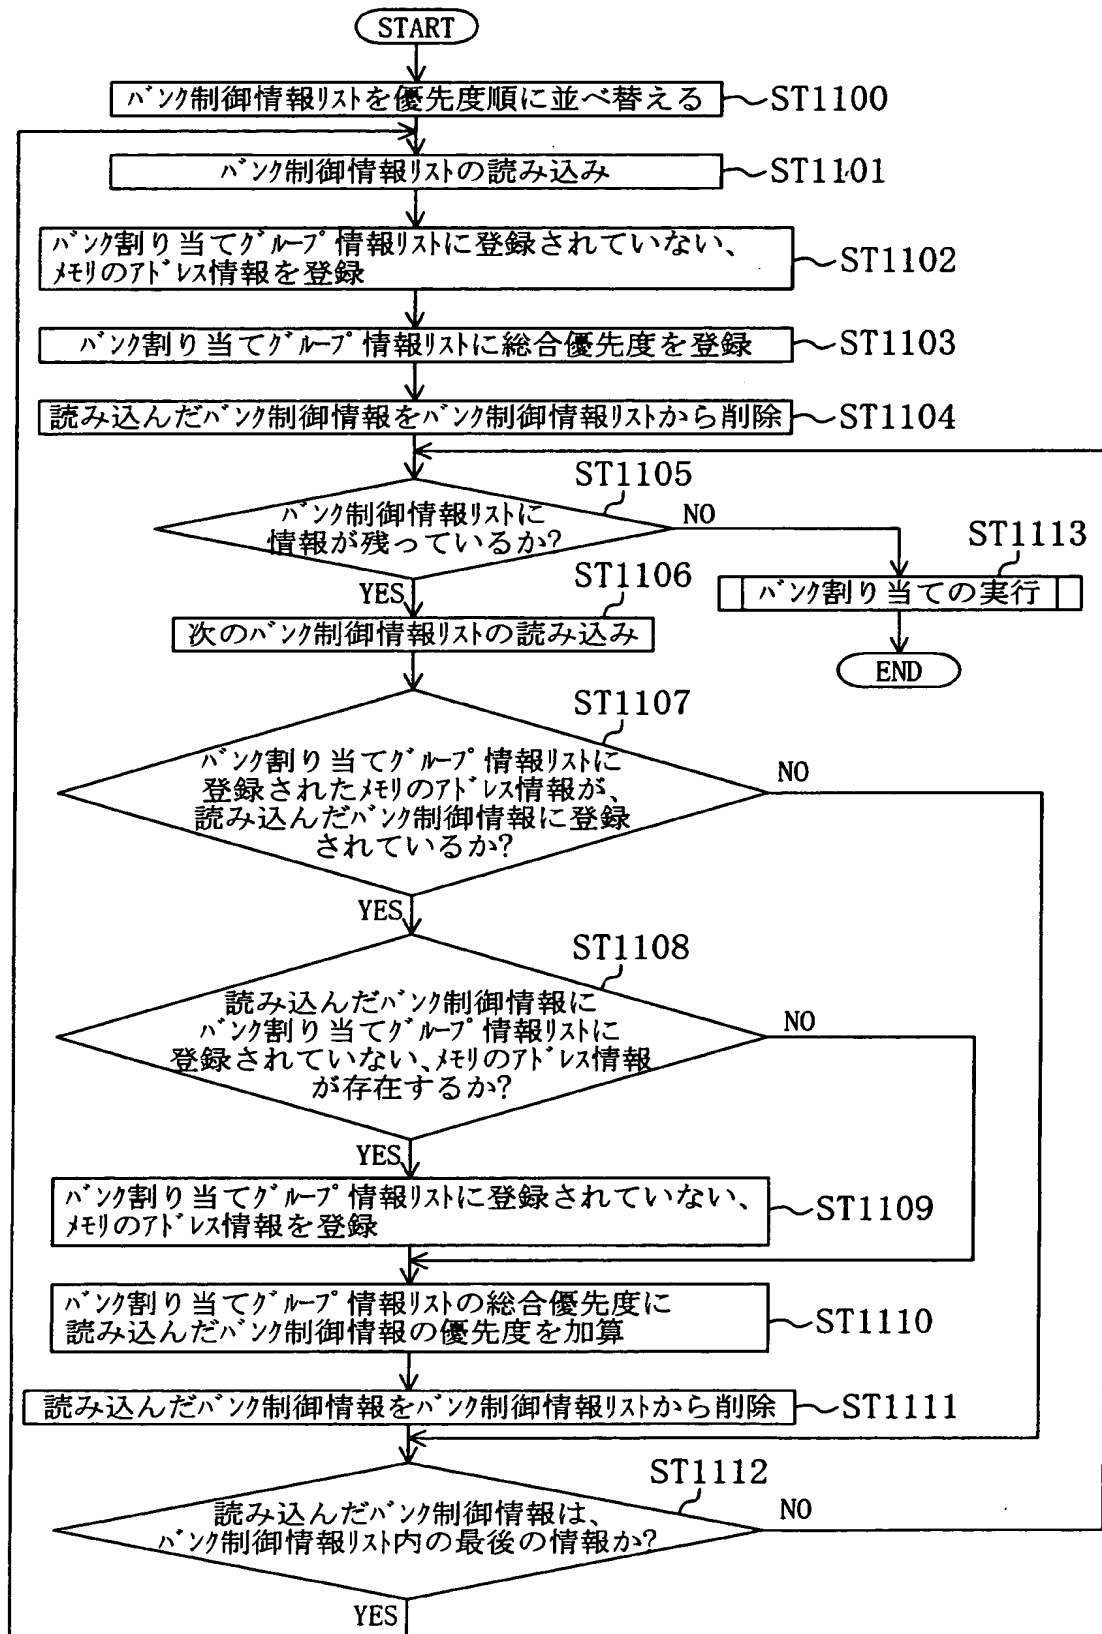 START
バンク制御情報リストを優先度順に並べ替える
ST1100
バンク制御情報リストの読み込み
ST1101
バンク割り当てグループ情報リストに登録されていない、
メモリのアドレス情報を登録
ST1102
バンク割り当てグループ情報リストに総合優先度を登録
ST1103
読み込んだバンク制御情報をバンク制御情報リストから削除
ST1104
ST1105
バンク制御情報リストに
情報が残っているか?
NO
YES
ST1113
バンク割り当ての実行
END
ST1106
次のバンク制御情報リストの読み込み
ST1107
バンク割り当てグループ情報リストに
登録されたメモリのアドレス情報が、
読み込んだバンク制御情報に登録
されているか?
NO
YES
ST1108
読み込んだバンク制御情報に
バンク割り当てグループ情報リストに
登録されていない、メモリのアドレス情報
が存在するか?
NO
YES
バンク割り当てグループ情報リストに登録されていない、
メモリのアドレス情報を登録
ST1109
バンク割り当てグループ情報リストの総合優先度に
読み込んだバンク制御情報の優先度を加算
ST1110
読み込んだバンク制御情報をバンク制御情報リストから削除
ST1111
ST1112
読み込んだバンク制御情報は、
バンク制御情報リスト内の最後の情報か?
NO
YES